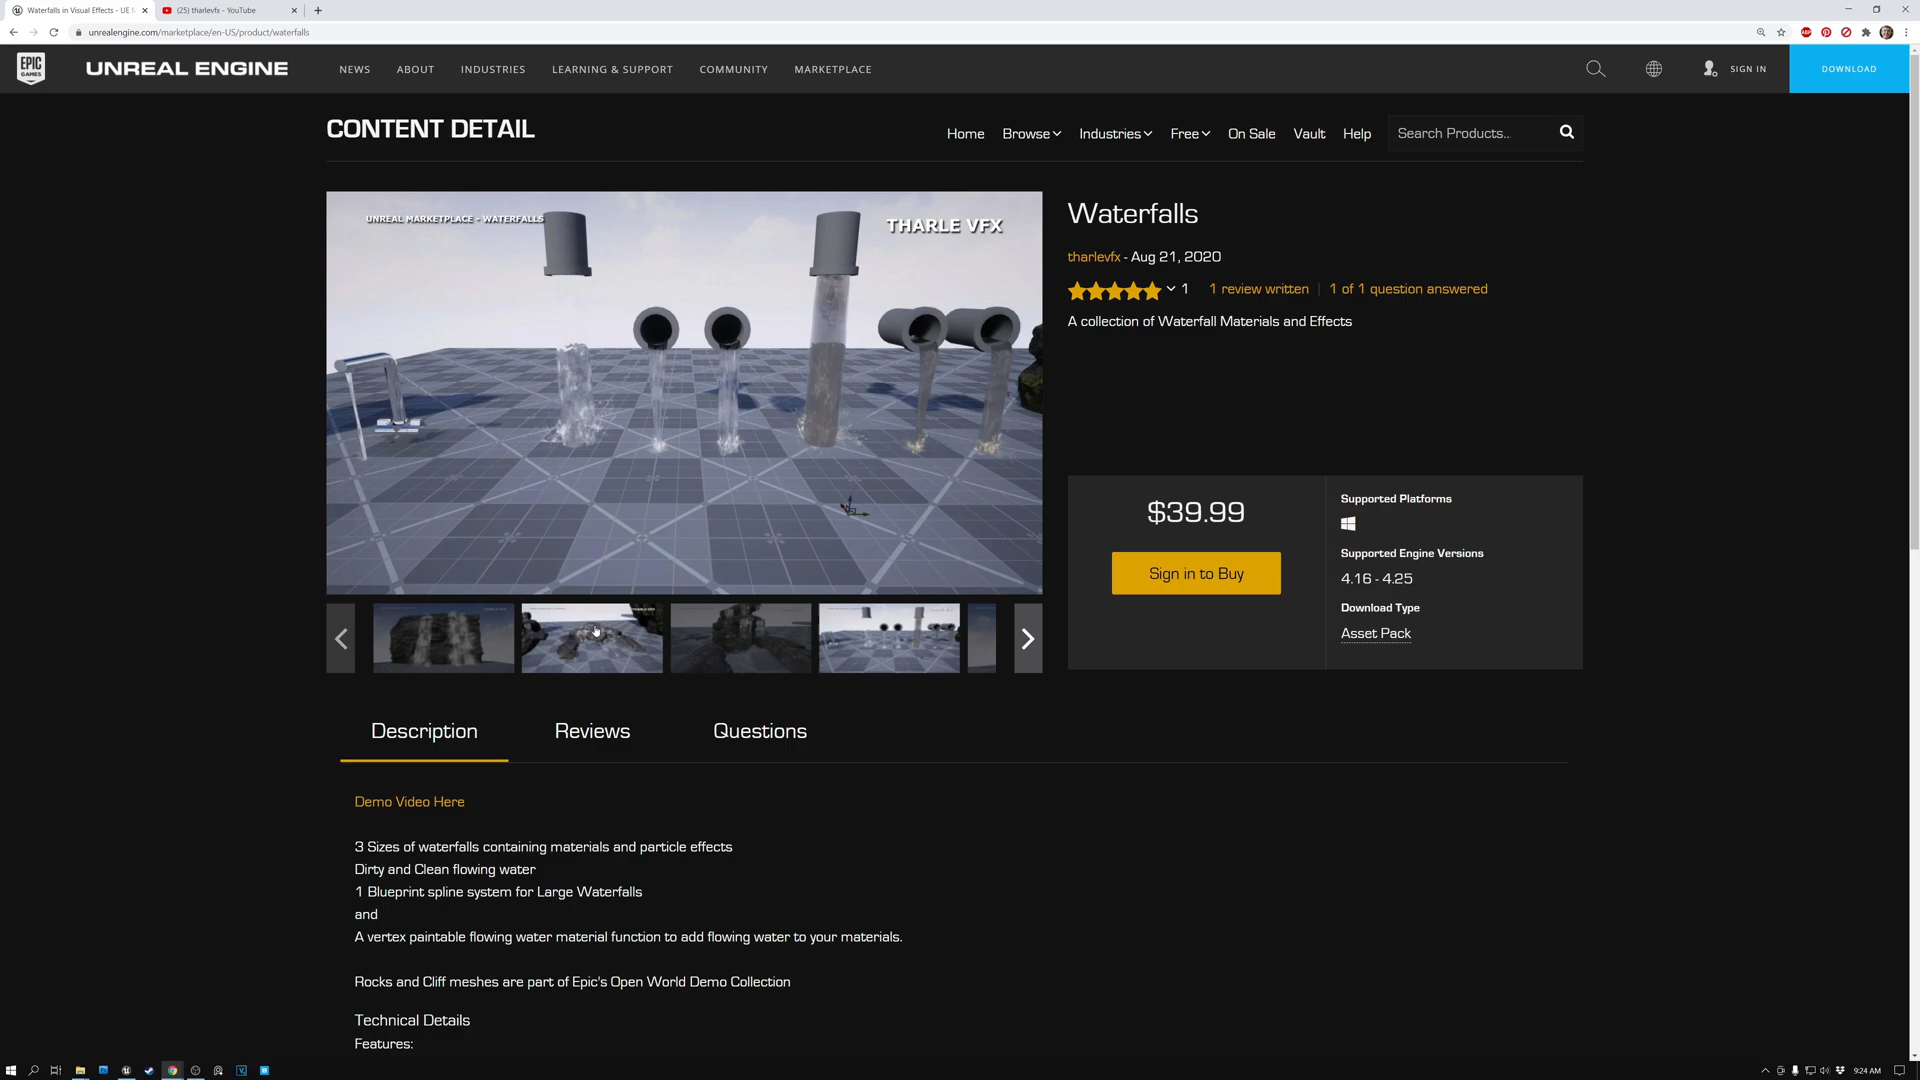 Waterfalls in Visual Effects - UE M
(25) tharlevfx - YouTube
unrealengine.com/marketplace/en-US/product/waterfalls
ABP
EPIC GAMES
UNREAL ENGINE
NEWS
ABOUT
INDUSTRIES
LEARNING & SUPPORT
COMMUNITY
MARKETPLACE
SIGN IN
DOWNLOAD
CONTENT DETAIL
Home
Browse
Industries
Free
On Sale
Vault
Help
Search Products...
UNREAL MARKETPLACE - WATERFALLS
THARLE VFX
Waterfalls
tharlevfx - Aug 21, 2020
1
1 review written | 1 of 1 question answered
A collection of Waterfall Materials and Effects
$39.99
Sign in to Buy
Supported Platforms
Supported Engine Versions
4.16 - 4.25
Download Type
Asset Pack
Description
Reviews
Questions
Demo Video Here
3 Sizes of waterfalls containing materials and particle effects
Dirty and Clean flowing water
1 Blueprint spline system for Large Waterfalls
and
A vertex paintable flowing water material function to add flowing water to your materials.
Rocks and Cliff meshes are part of Epic's Open World Demo Collection
Technical Details
Features:
9:24 AM